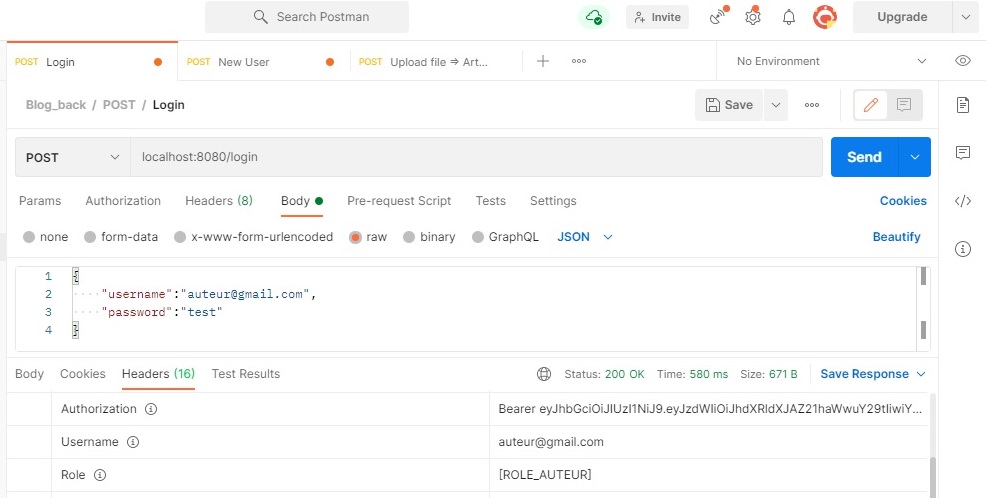 Search Postman
Invite
Upgrade
POST Login
POST New User
POST Upload file ⇒ Art...
No Environment
Blog_back / POST / Login
Save
POST
localhost:8080/login
Send
Params Authorization Headers (8) Body Pre-request Script Tests Settings Cookies
none form-data x-www-form-urlencoded raw binary GraphQL JSON Beautify
1 {
2 ····"username":"auteur@gmail.com",
3 ····"password":"test"
4 }
Body Cookies Headers (16) Test Results Status: 200 OK Time: 580 ms Size: 671 B Save Response
Authorization Bearer eyJhbGciOiJIUzI1NiJ9.eyJzdWIiOiJhdXRldXJAZ21haWwuY29tIiwiY...
Username auteur@gmail.com
Role [ROLE_AUTEUR]